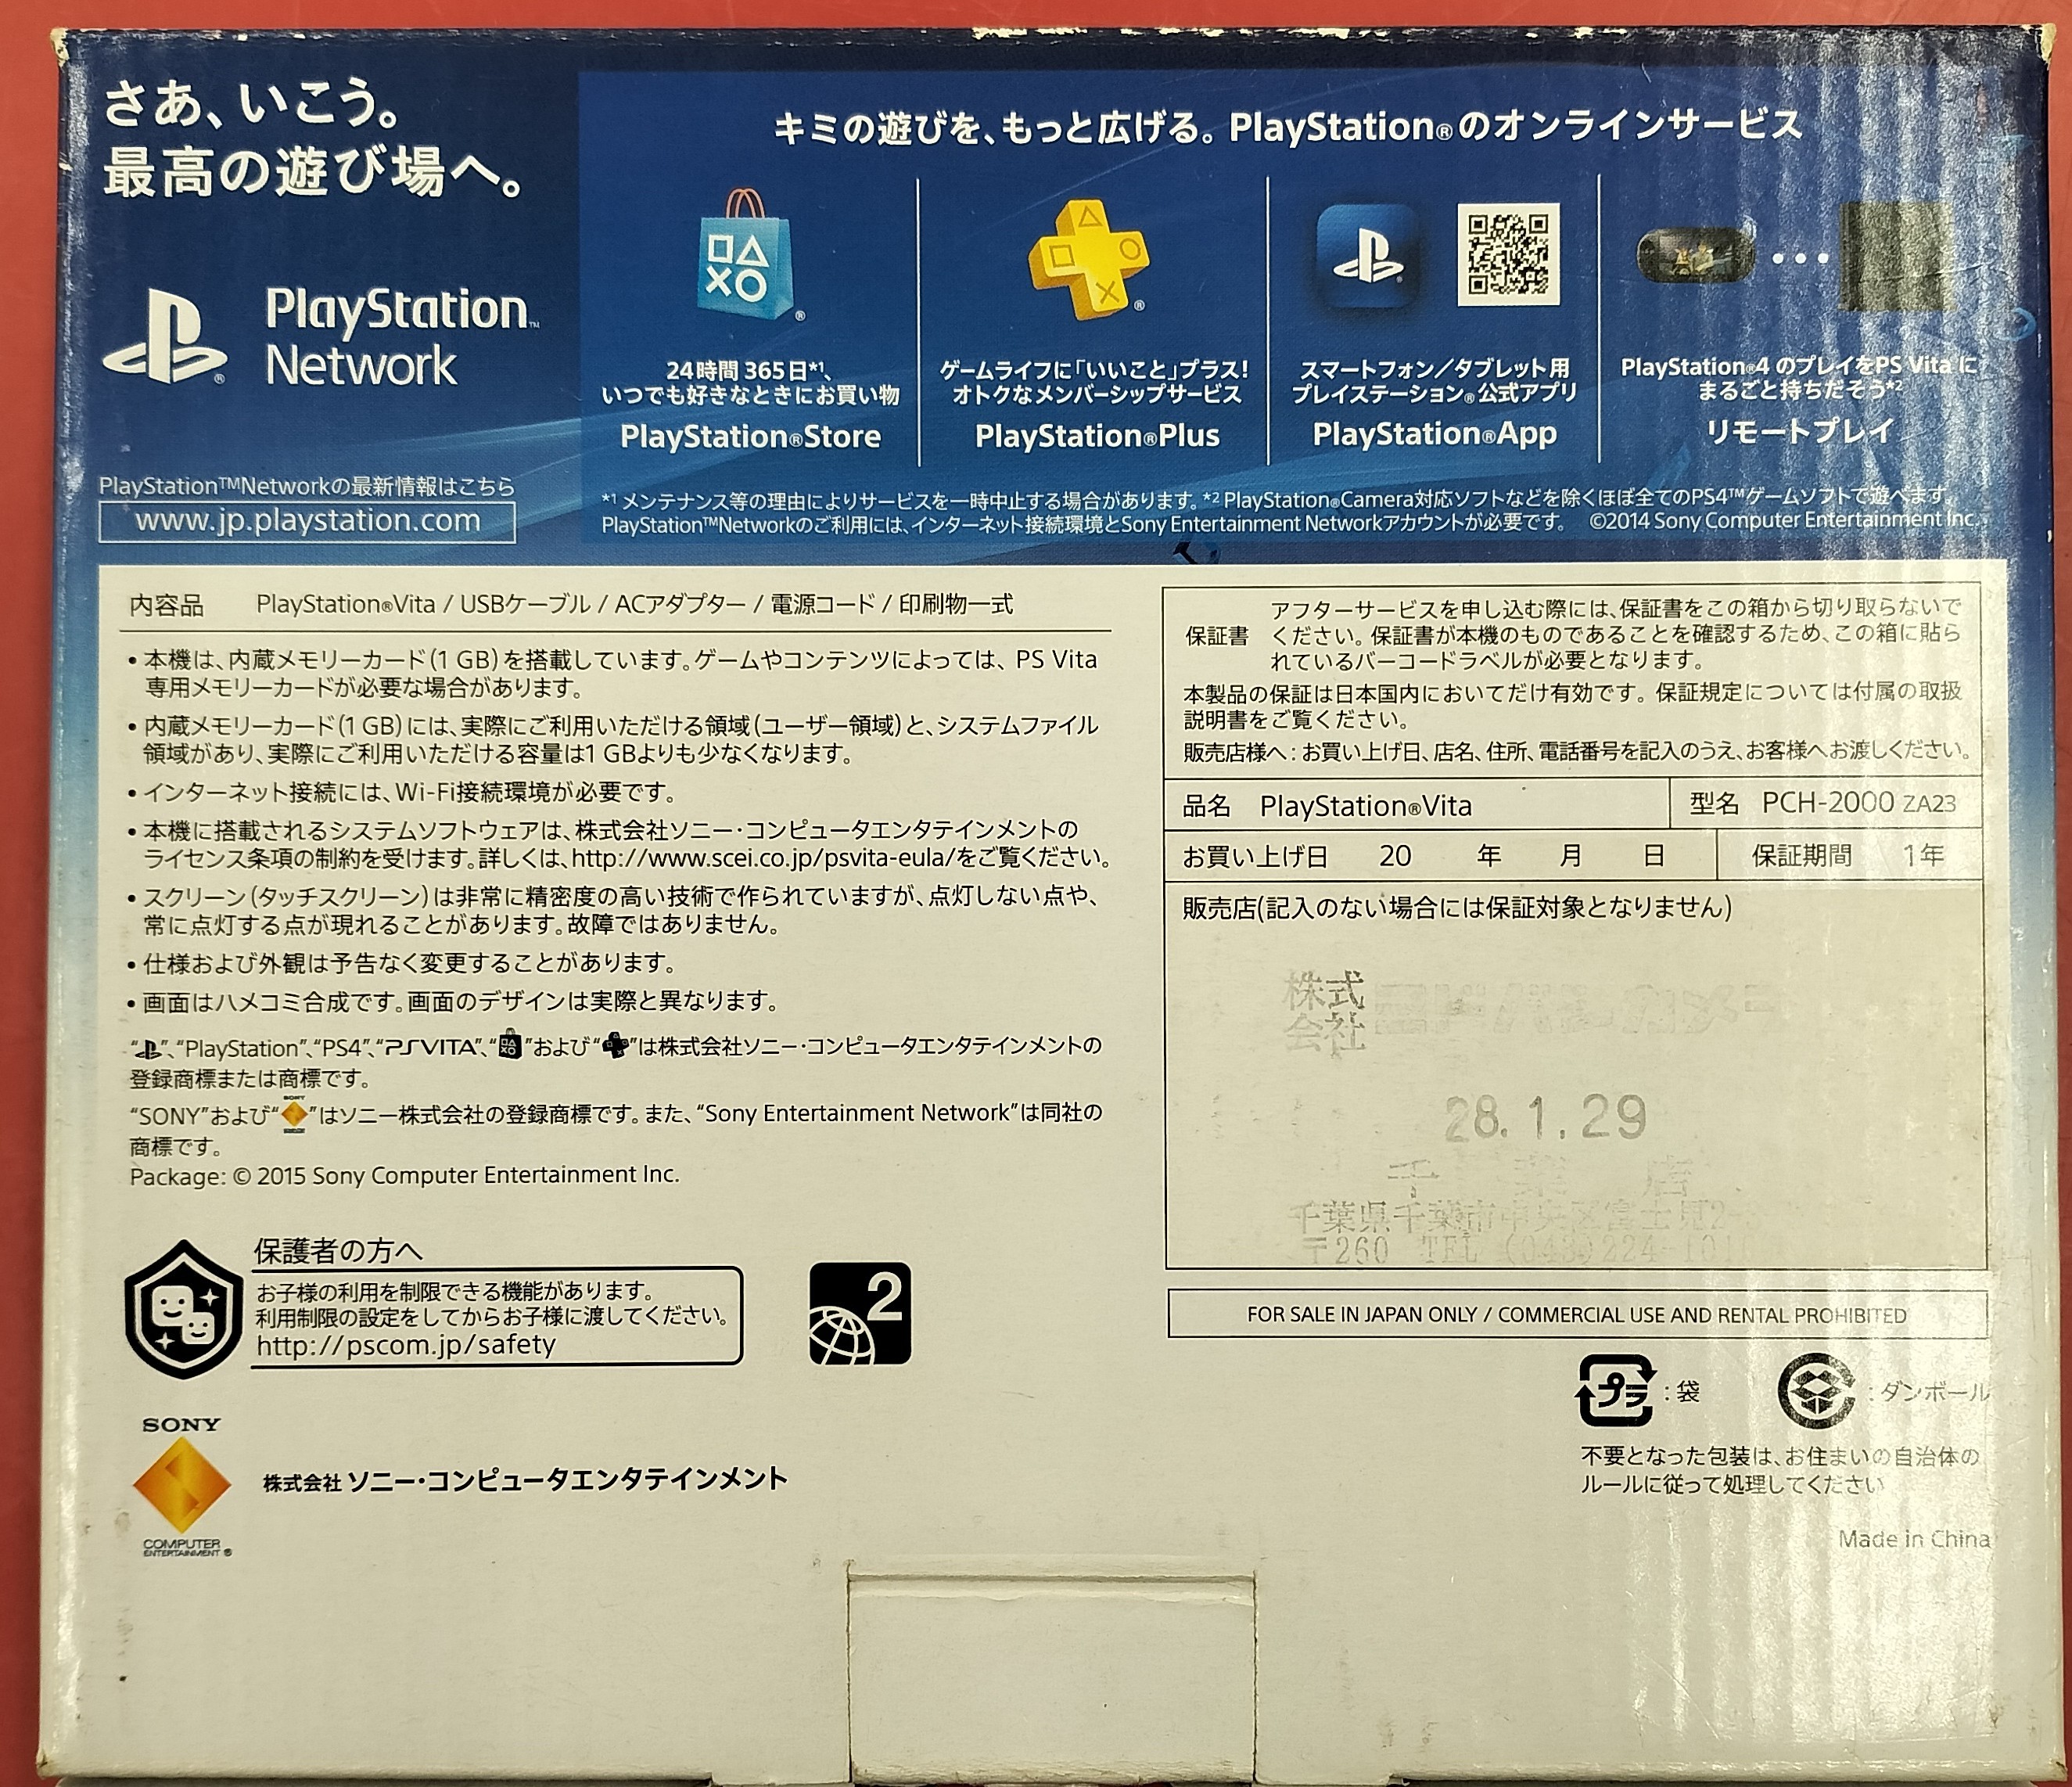 さあ、いこう。
最高の遊び場へ。
PlayStation™
Network
PlayStation™Networkの最新情報はこちら
www.jp.playstation.com
キミの遊びを、もっと広げる。PlayStation®のオンラインサービス
24時間 365日*1、
いつでも好きなときにお買い物
PlayStation®Store
ゲームライフに「いいこと」プラス!
オトクなメンバーシップサービス
PlayStation®Plus
スマートフォン/タブレット用
プレイステーション®公式アプリ
PlayStation®App
PlayStation®4 のプレイをPS Vita に
まるごと持ちだそう*2
リモートプレイ
*1 メンテナンス等の理由によりサービスを一時中止する場合があります。*2 PlayStation®Camera対応ソフトなどを除くほぼ全てのPS4™ゲームソフトで遊べます。
PlayStation™Networkのご利用には、インターネット接続環境とSony Entertainment Networkアカウントが必要です。 ©2014 Sony Computer Entertainment Inc.
内容品 PlayStation®Vita / USBケーブル / ACアダプター / 電源コード / 印刷物一式
• 本機は、内蔵メモリーカード(1 GB)を搭載しています。ゲームやコンテンツによっては、PS Vita
専用メモリーカードが必要な場合があります。
• 内蔵メモリーカード(1 GB)には、実際にご利用いただける領域(ユーザー領域)と、システムファイル
領域があり、実際にご利用いただける容量は1 GBよりも少なくなります。
• インターネット接続には、Wi-Fi接続環境が必要です。
• 本機に搭載されるシステムソフトウェアは、株式会社ソニー・コンピュータエンタテインメントの
ライセンス条項の制約を受けます。詳しくは、http://www.scei.co.jp/psvita-eula/をご覧ください。
• スクリーン(タッチスクリーン)は非常に精密度の高い技術で作られていますが、点灯しない点や、
常に点灯する点が現れることがあります。故障ではありません。
• 仕様および外観は予告なく変更することがあります。
• 画面はハメコミ合成です。画面のデザインは実際と異なります。
“ ”、“PlayStation”、“PS4”、“PSVITA”、“ ”および“ ”は株式会社ソニー・コンピュータエンタテインメントの
登録商標または商標です。
“SONY”および“ ”はソニー株式会社の登録商標です。また、“Sony Entertainment Network”は同社の
商標です。
Package: © 2015 Sony Computer Entertainment Inc.
保護者の方へ
お子様の利用を制限できる機能があります。
利用制限の設定をしてからお子様に渡してください。
http://pscom.jp/safety
2
SONY
COMPUTER
ENTERTAINMENT ®
株式会社 ソニー・コンピュータエンタテインメント
保証書 アフターサービスを申し込む際には、保証書をこの箱から切り取らないで
ください。保証書が本機のものであることを確認するため、この箱に貼ら
れているバーコードラベルが必要となります。
本製品の保証は日本国内においてだけ有効です。保証規定については付属の取扱
説明書をご覧ください。
販売店様へ:お買い上げ日、店名、住所、電話番号を記入のうえ、お客様へお渡しください。
品名 PlayStation®Vita 型名 PCH-2000 ZA23
お買い上げ日 20 年 月 日 保証期間 1年
販売店(記入のない場合には保証対象となりません)
株式
会社
28.1.29
千葉店
千葉県千葉市中央区富士見2
〒260 TEL (043)224-101
FOR SALE IN JAPAN ONLY / COMMERCIAL USE AND RENTAL PROHIBITED
プラ :袋 :ダンボール
不要となった包装は、お住まいの自治体の
ルールに従って処理してください
Made in China